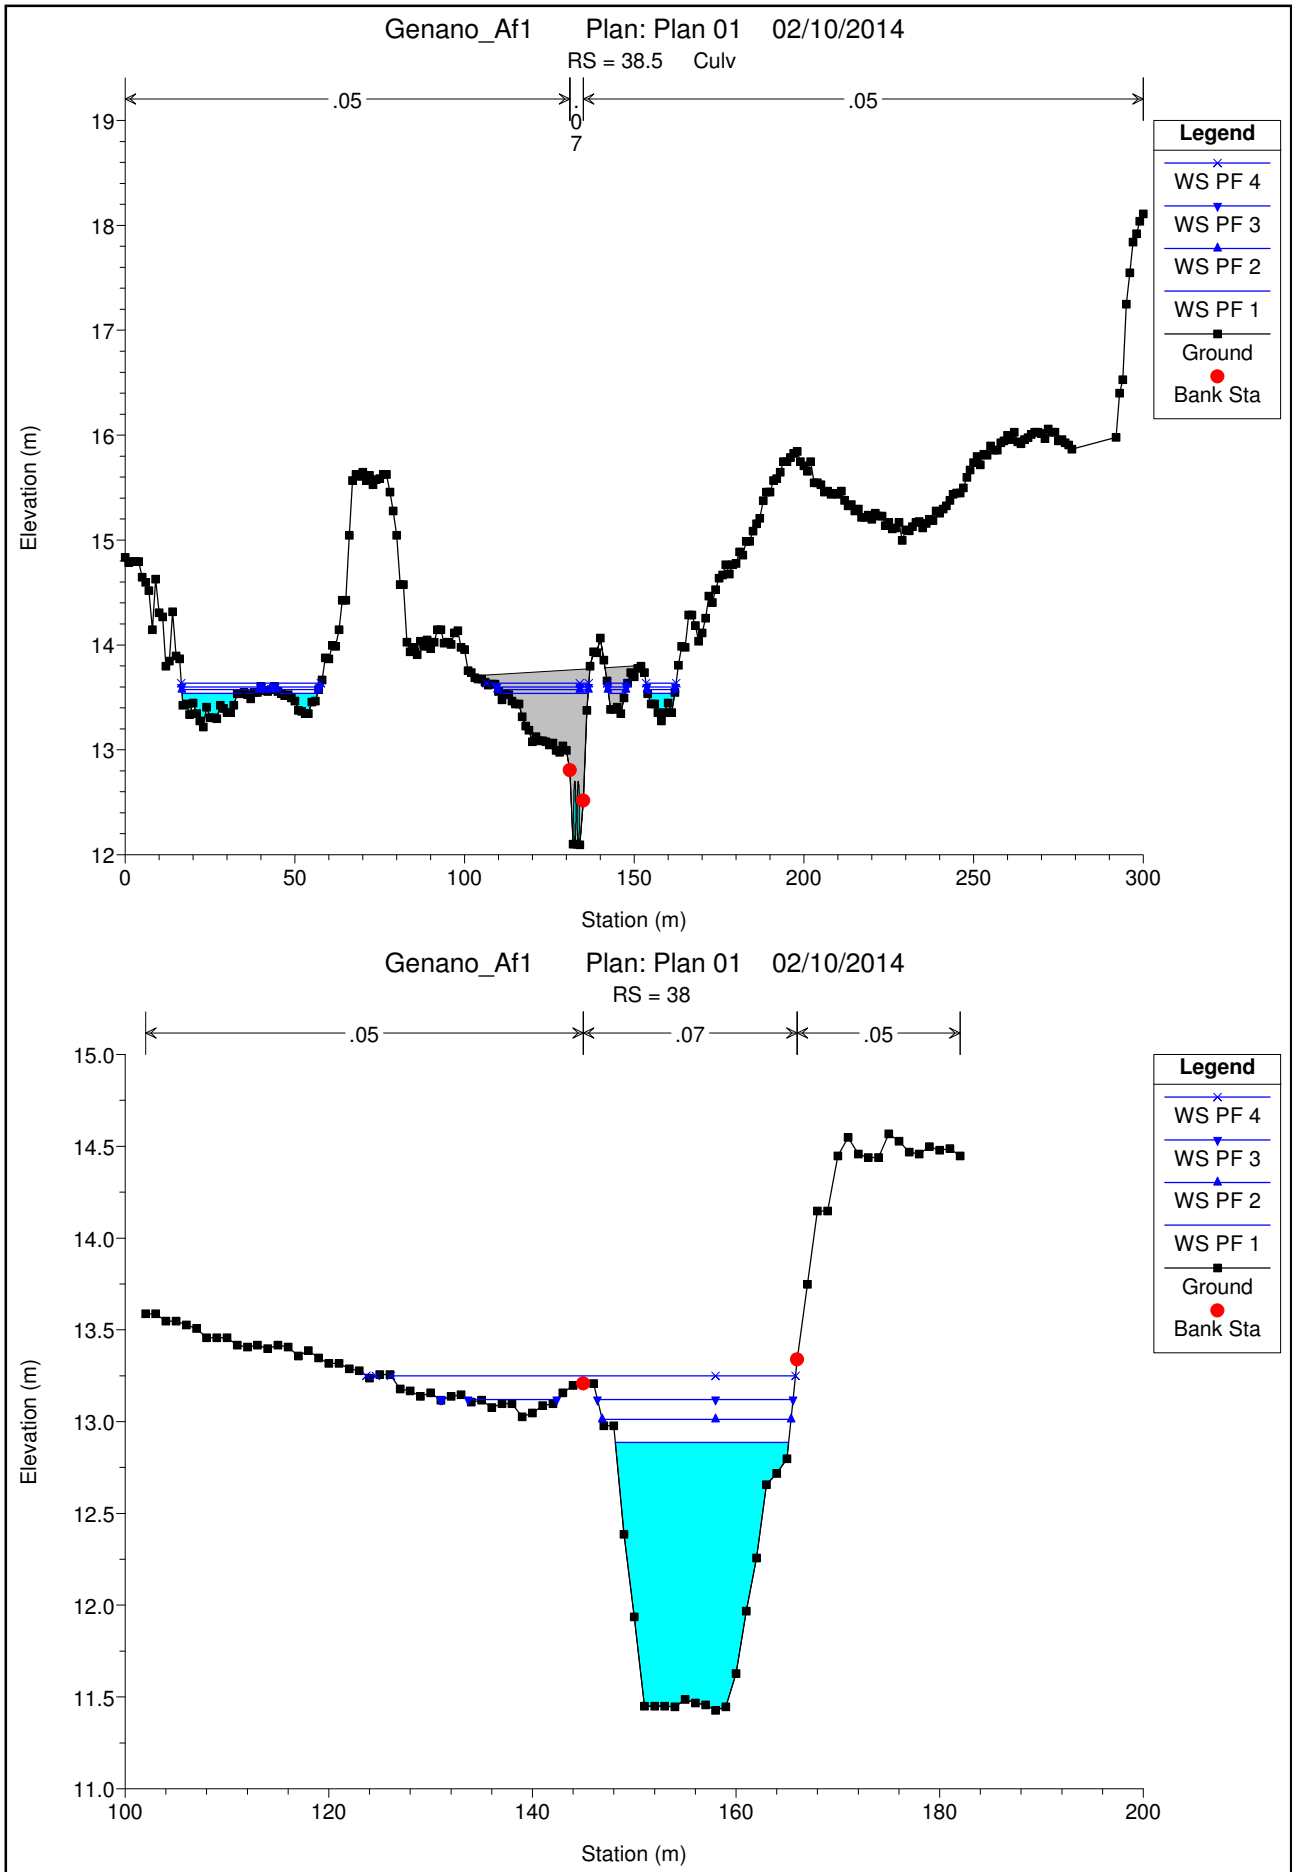 Genano_Af1 Plan: Plan 01 02/10/2014
RS = 38.5 Culv
.05 .07 .05
Legend
WS PF 4
WS PF 3
WS PF 2
WS PF 1
Ground
Bank Sta
19
18
17
16
15
14
13
12
Elevation (m)
0 50 100 150 200 250 300
Station (m)
Genano_Af1 Plan: Plan 01 02/10/2014
RS = 38
.05 .07 .05
Legend
WS PF 4
WS PF 3
WS PF 2
WS PF 1
Ground
Bank Sta
15.0
14.5
14.0
13.5
13.0
12.5
12.0
11.5
11.0
Elevation (m)
100 120 140 160 180 200
Station (m)